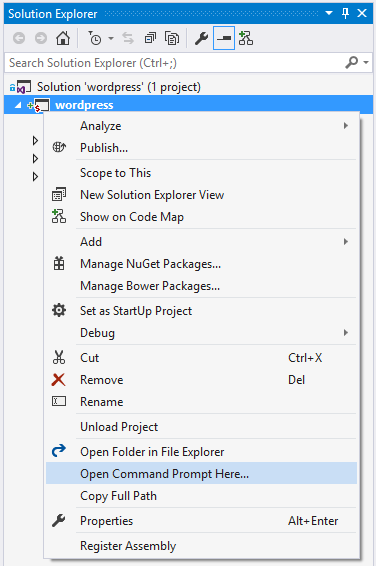 Solution Explorer
Search Solution Explorer (Ctrl+;)
Solution 'wordpress' (1 project)
wordpress
Analyze
Publish...
Scope to This
New Solution Explorer View
Show on Code Map
Add
Manage NuGet Packages...
Manage Bower Packages...
Set as StartUp Project
Debug
Cut Ctrl+X
Remove Del
Rename
Unload Project
Open Folder in File Explorer
Open Command Prompt Here...
Copy Full Path
Properties Alt+Enter
Register Assembly